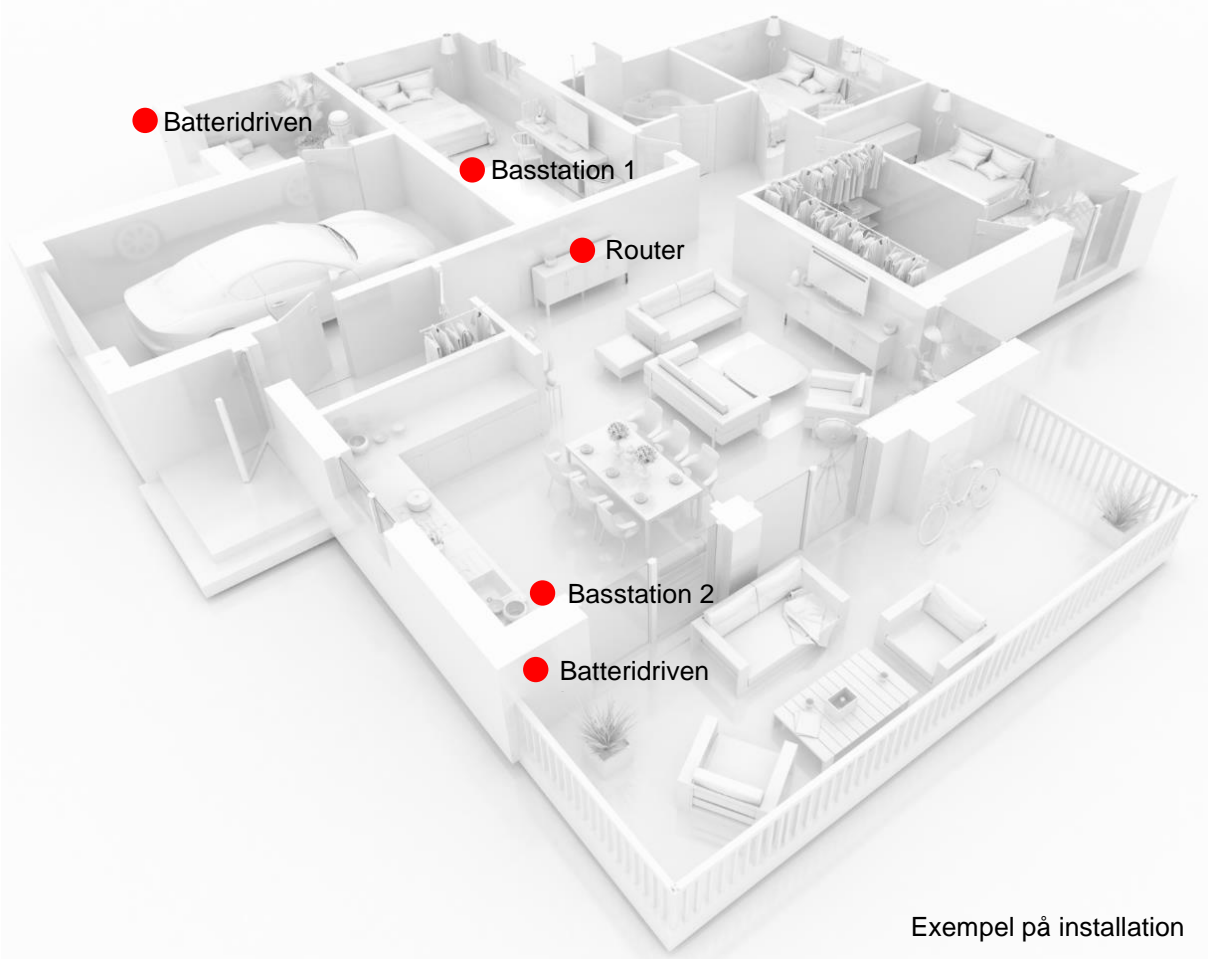 Batteridriven
Basstation 1
Router
Basstation 2
Batteridriven
Exempel på installation